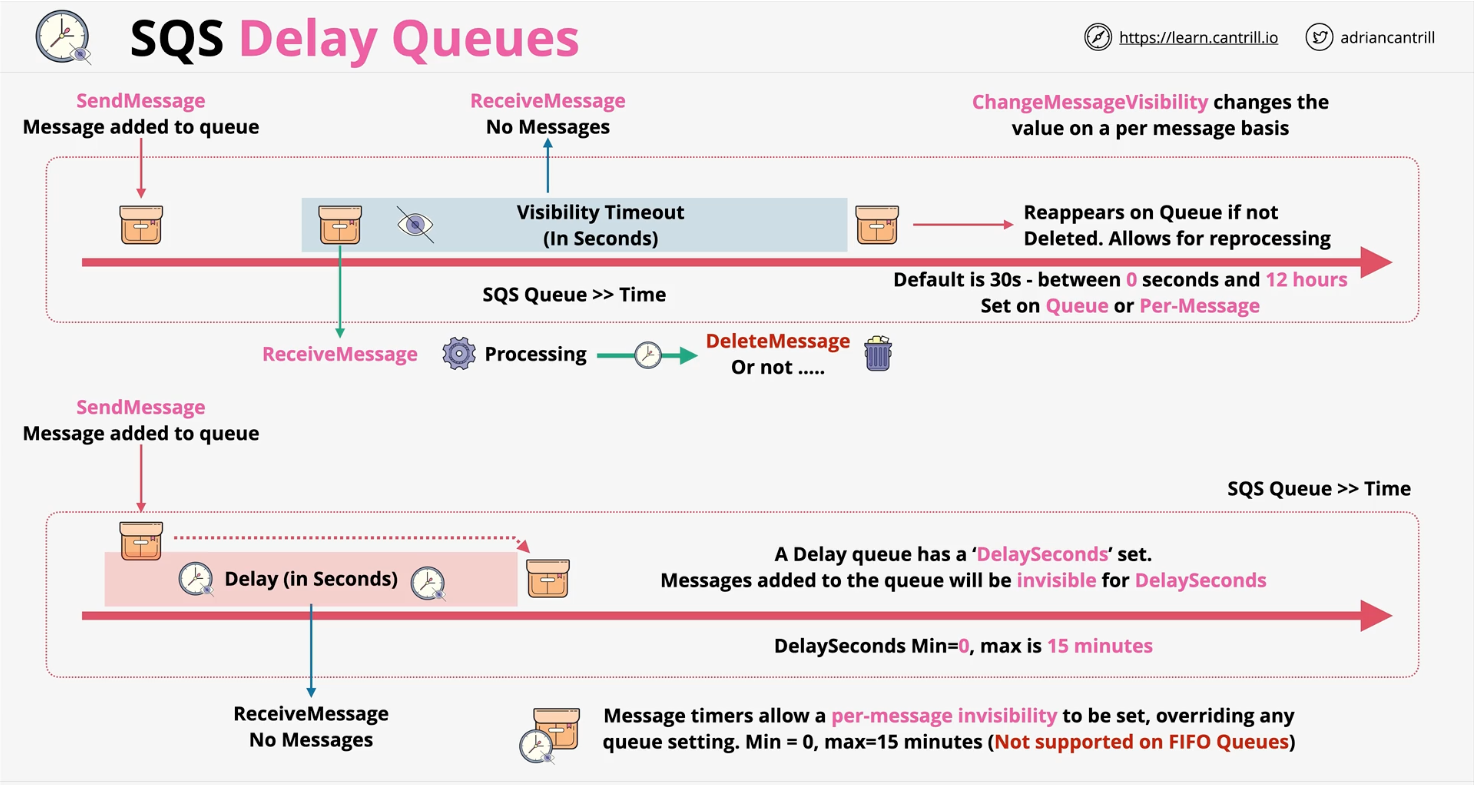 SQS Delay Queues
https://learn.cantrill.io
adriancantrill
SendMessage
Message added to queue
ReceiveMessage
No Messages
ChangeMessageVisibility changes the
value on a per message basis
Visibility Timeout
(In Seconds)
Reappears on Queue if not
Deleted. Allows for reprocessing
SQS Queue >> Time
Default is 30s - between 0 seconds and 12 hours
Set on Queue or Per-Message
ReceiveMessage
Processing
DeleteMessage
Or not .....
SendMessage
Message added to queue
SQS Queue >> Time
Delay (in Seconds)
A Delay queue has a ‘DelaySeconds’ set.
Messages added to the queue will be invisible for DelaySeconds
DelaySeconds Min=0, max is 15 minutes
ReceiveMessage
No Messages
Message timers allow a per-message invisibility to be set, overriding any
queue setting. Min = 0, max=15 minutes (Not supported on FIFO Queues)